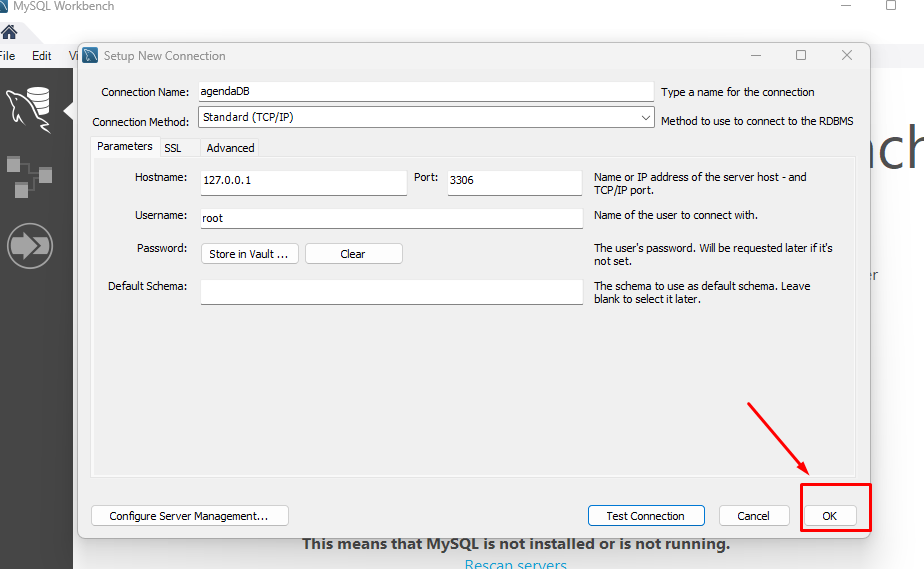 MySQL Workbench
File Edit Vi
Setup New Connection
Connection Name: agendaDB Type a name for the connection
Connection Method: Standard (TCP/IP) Method to use to connect to the RDBMS
Parameters SSL Advanced
Hostname: 127.0.0.1 Port: 3306 Name or IP address of the server host - and
TCP/IP port.
Username: root Name of the user to connect with.
Password: Store in Vault ... Clear The user's password. Will be requested later if it's
not set.
Default Schema: The schema to use as default schema. Leave
blank to select it later.
Configure Server Management... Test Connection Cancel OK
This means that MySQL is not installed or is not running.
Rescan servers